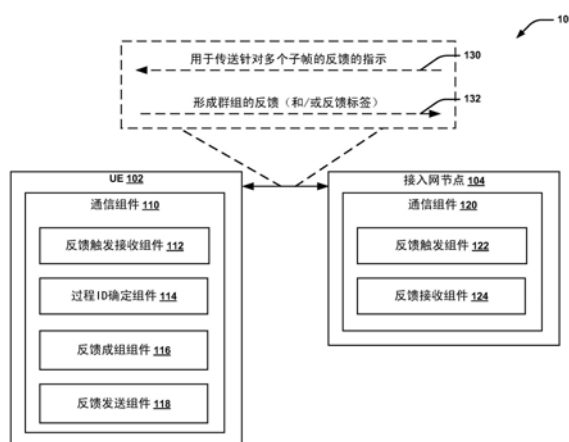 10
用于传送针对多个子帧的反馈的指示
130
形成群组的反馈（和/或反馈标签）
132
UE 102
通信组件 110
反馈触发接收组件 112
过程ID确定组件 114
反馈成组组件 116
反馈发送组件 118
接入网节点 104
通信组件 120
反馈触发组件 122
反馈接收组件 124